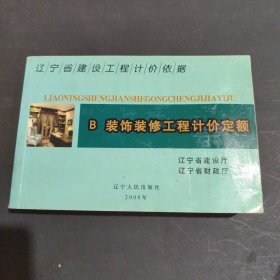 辽宁省建设工程计价依据
LIAONINGSHENGJIANSHEGONGCHENGJIJIAYIJU
B 装饰装修工程计价定额
辽宁省建设厅
辽宁省财政厅
辽宁人民出版社
2008年